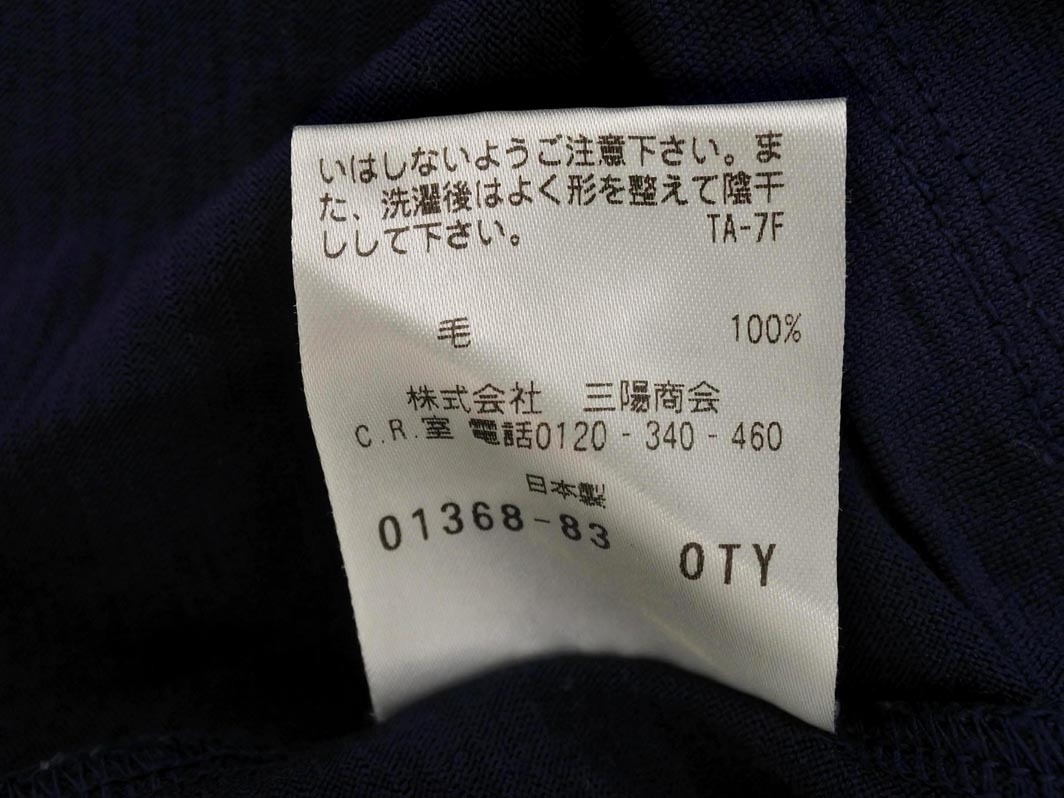 いはしないようご注意下さい。ま
た、洗濯後はよく形を整えて陰干
ししして下さい。 TA-7F
毛 100%
株式会社 三陽商会
C.R.室 電話0120-340-460
日本製
01368-83 OTY